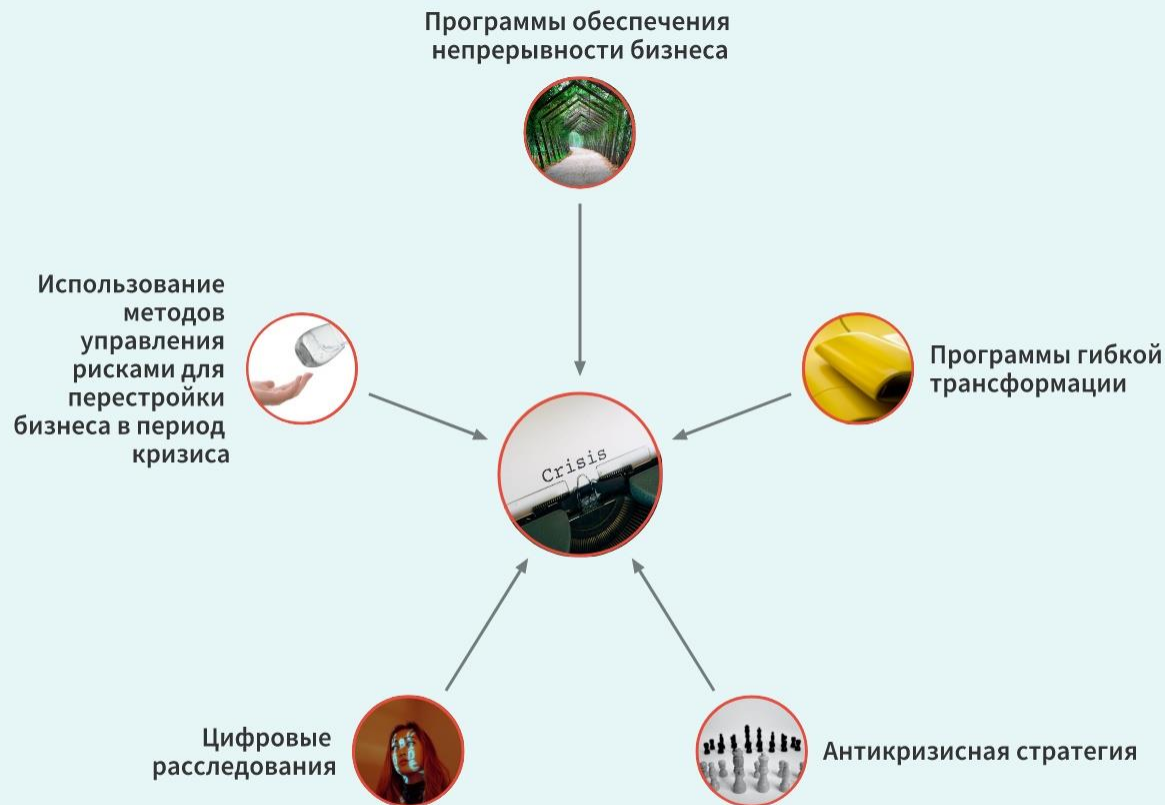 Программы обеспечения
непрерывности бизнеса
Использование
методов
управления
рисками для
перестройки
бизнеса в период
кризиса
Программы гибкой
трансформации
Crisis
Цифровые
расследования
Антикризисная стратегия